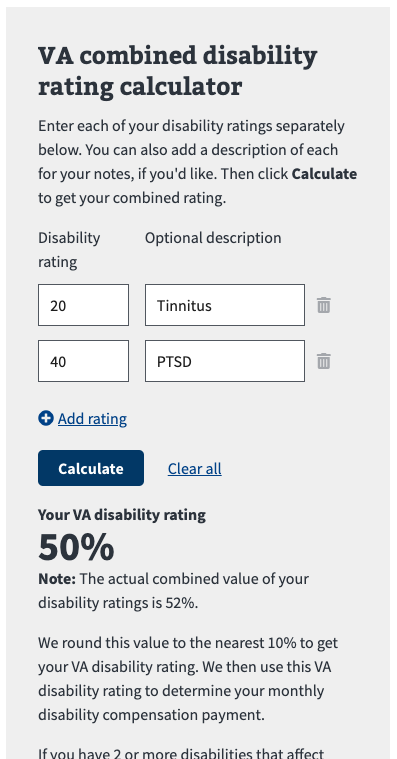 VA combined disability
rating calculator
Enter each of your disability ratings separately
below. You can also add a description of each
for your notes, if you'd like. Then click Calculate
to get your combined rating.
Disability
rating
Optional description
20
Tinnitus
40
PTSD
Add rating
Calculate
Clear all
Your VA disability rating
50%
Note: The actual combined value of your
disability ratings is 52%.
We round this value to the nearest 10% to get
your VA disability rating. We then use this VA
disability rating to determine your monthly
disability compensation payment.
If you have 2 or more disabilities that affect